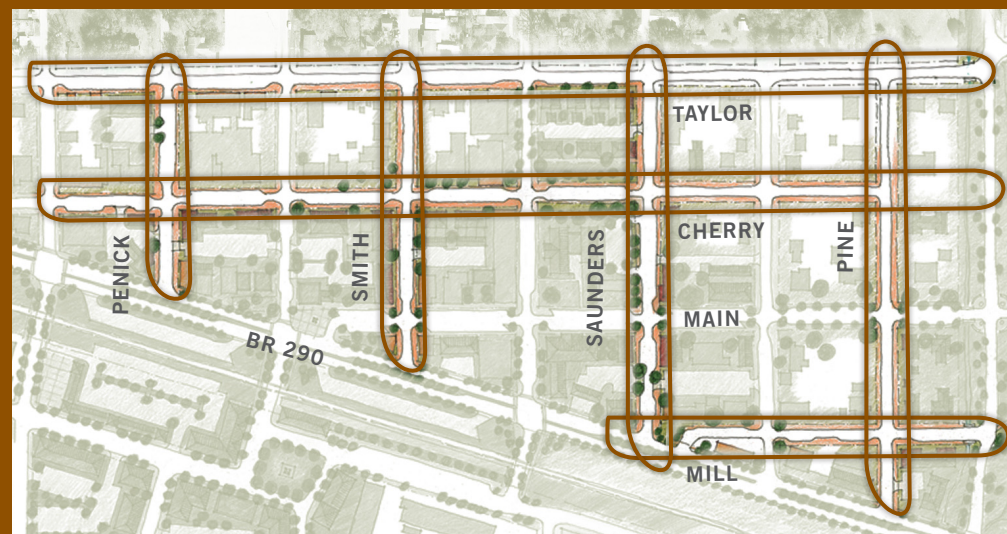 TAYLOR
CHERRY
PENICK
SMITH
SAUNDERS
PINE
MAIN
BR 290
MILL